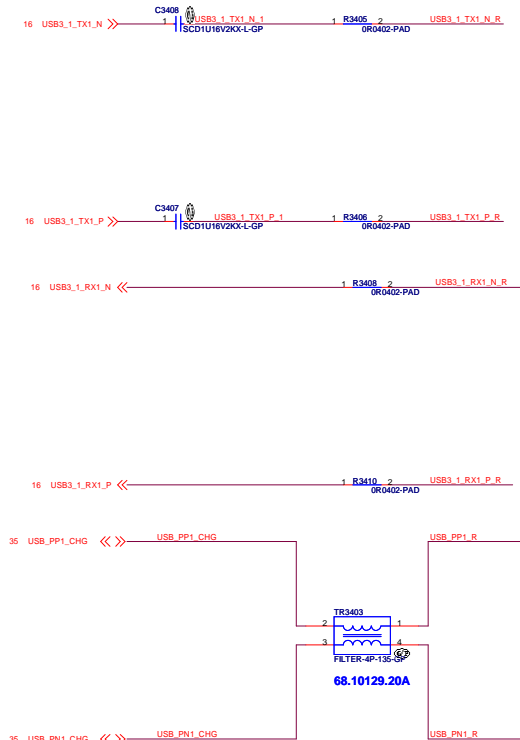 C3408
16 USB3_1_TX1_N 1 USB3_1_TX1_N_1 1 R3405 2 USB3_1_TX1_N_R
SCD1U16V2KX-L-GP 0R0402-PAD
C3407
16 USB3_1_TX1_P 1 USB3_1_TX1_P_1 1 R3406 2 USB3_1_TX1_P_R
SCD1U16V2KX-L-GP 0R0402-PAD
16 USB3_1_RX1_N 1 R3408 2 USB3_1_RX1_N_R
0R0402-PAD
16 USB3_1_RX1_P 1 R3410 2 USB3_1_RX1_P_R
0R0402-PAD
35 USB_PP1_CHG USB_PP1_CHG USB_PP1_R
TR3403
2 1
3 4
FILTER-4P-135-GP
68.10129.20A
35 USB_PN1_CHG USB_PN1_CHG USB_PN1_R